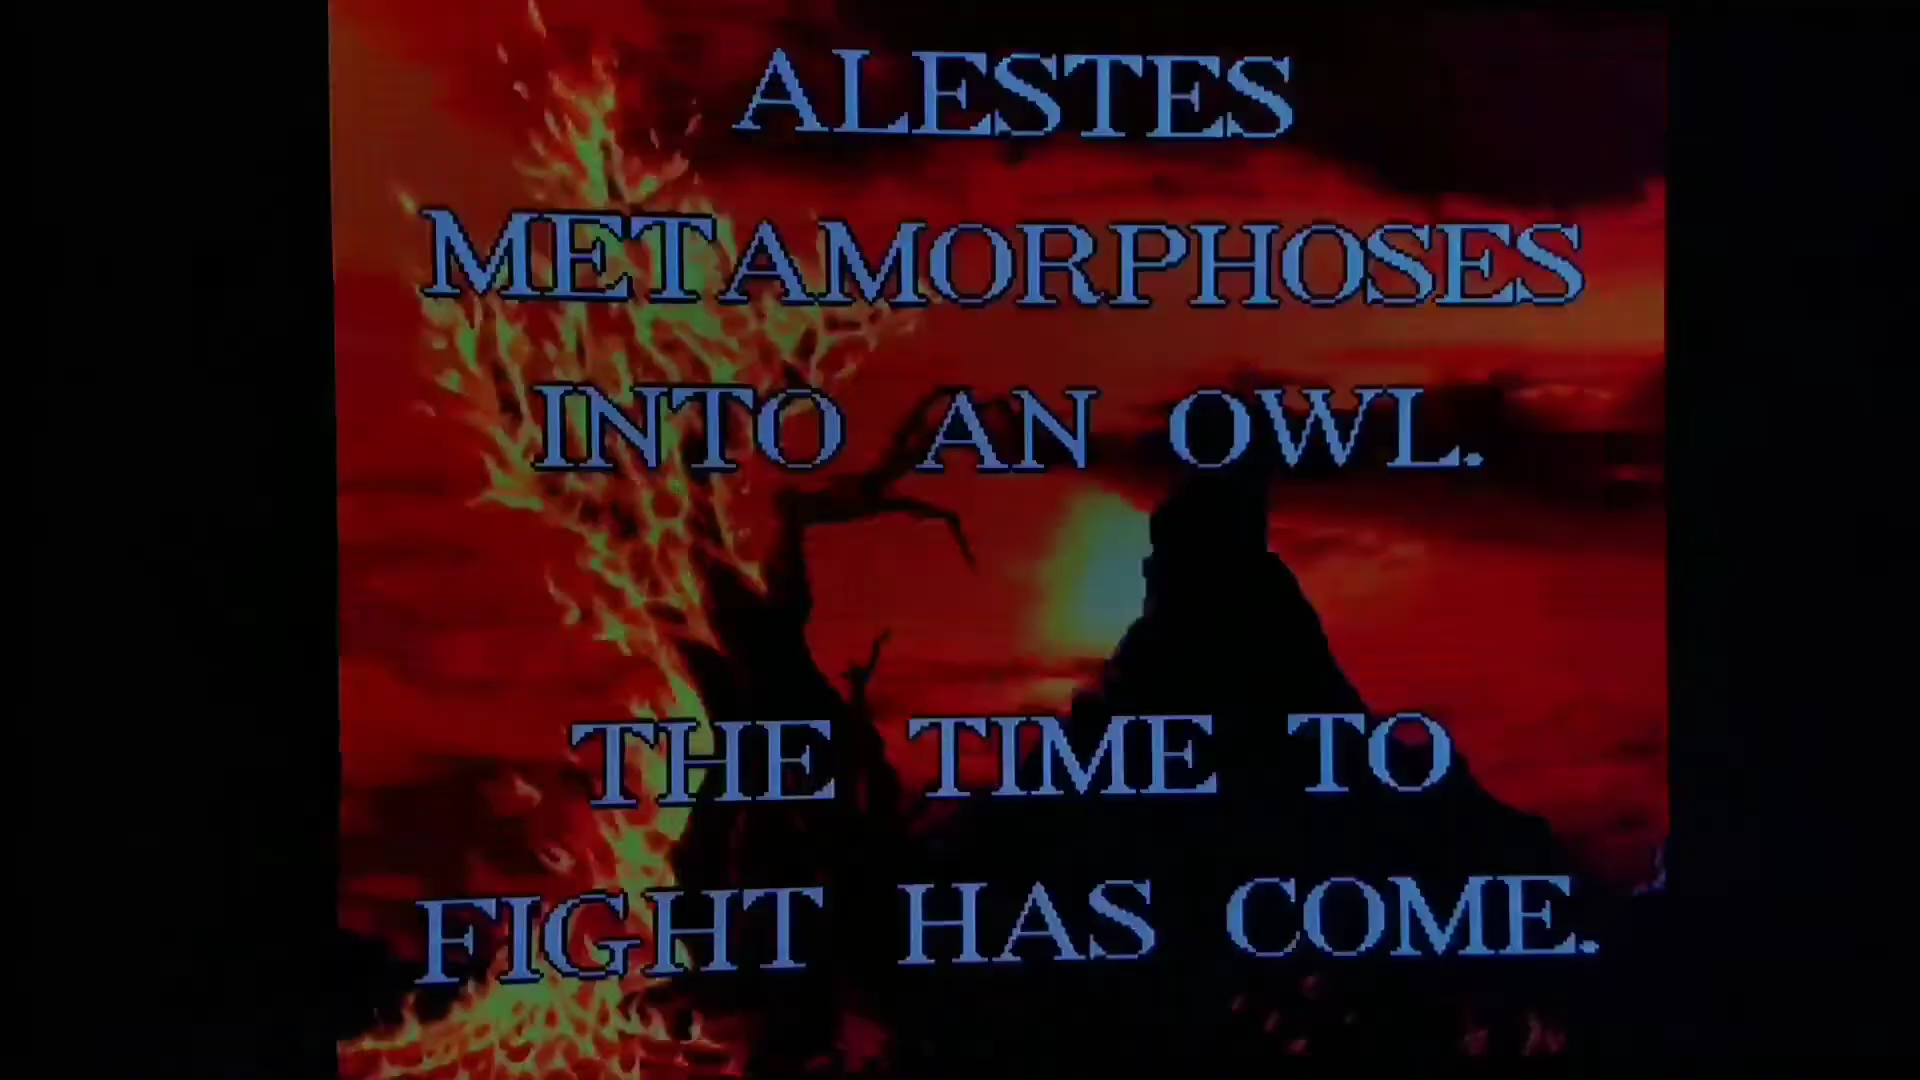 ALESTES
METAMORPHOSES
INTO AN OWL.
THE TIME TO
FIGHT HAS COME.